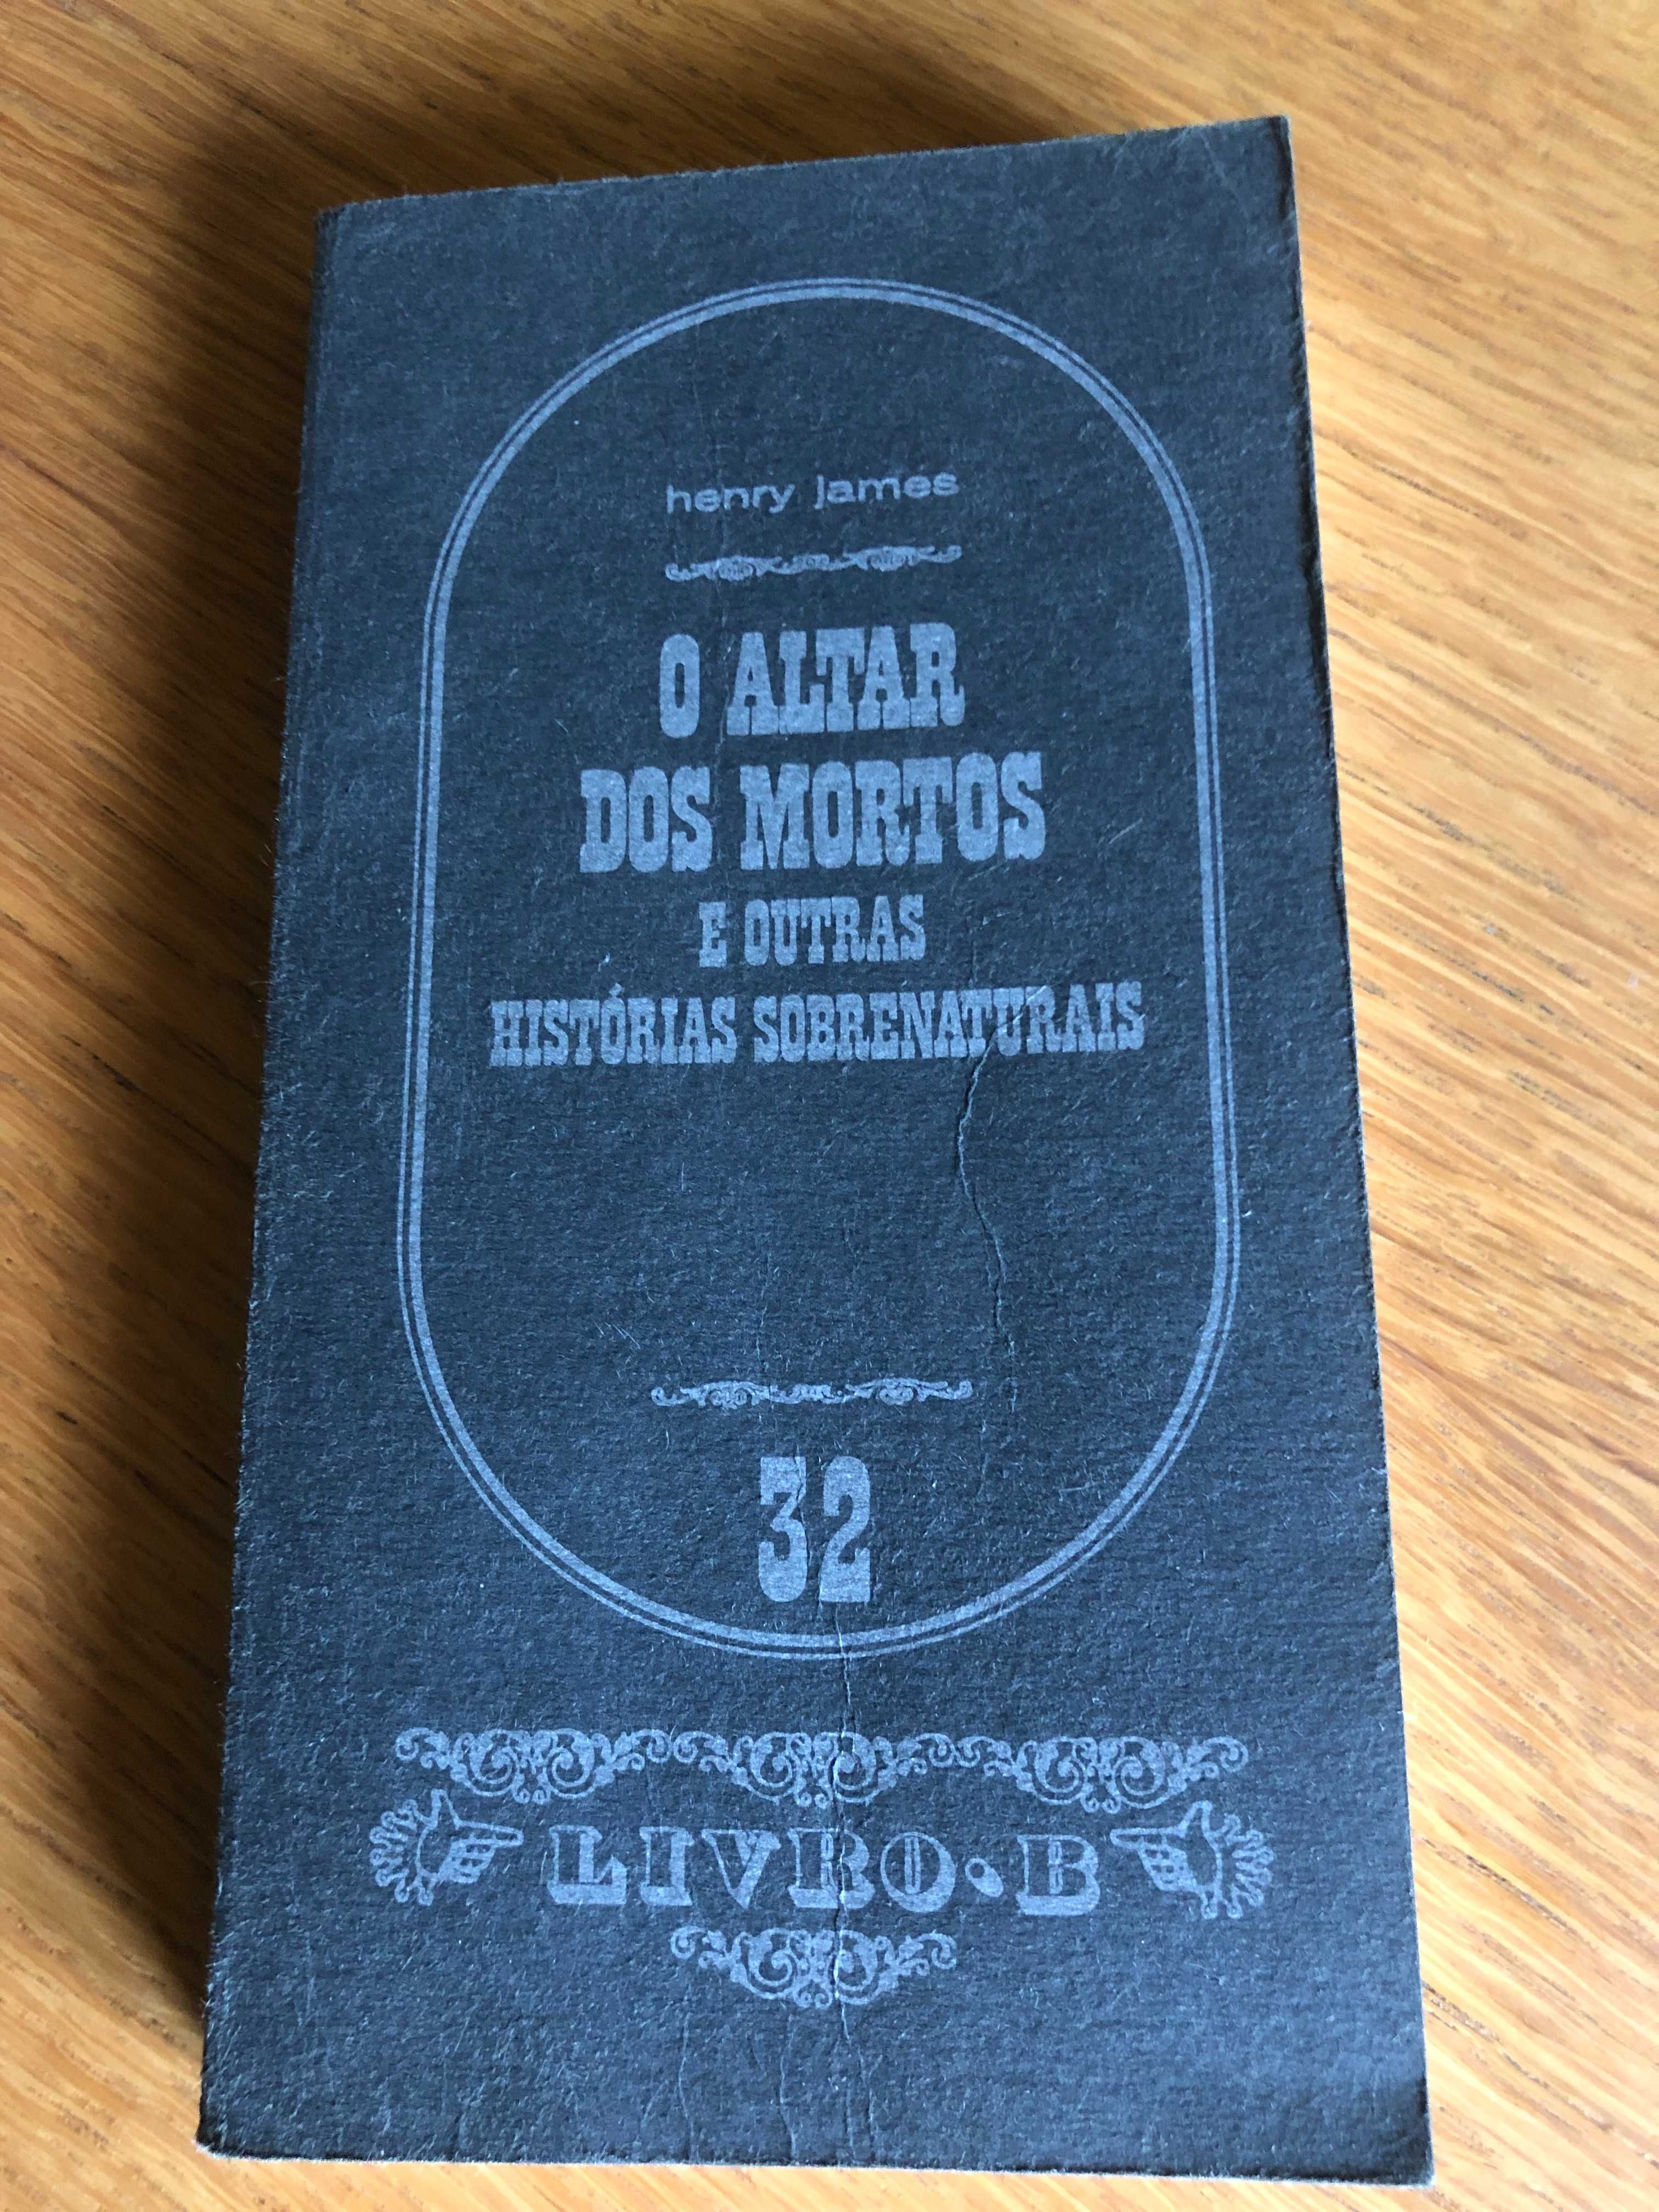 henry james
O ALTAR
DOS MORTOS
E OUTRAS
HISTÓRIAS SOBRENATURAIS
32
LIVRO·B